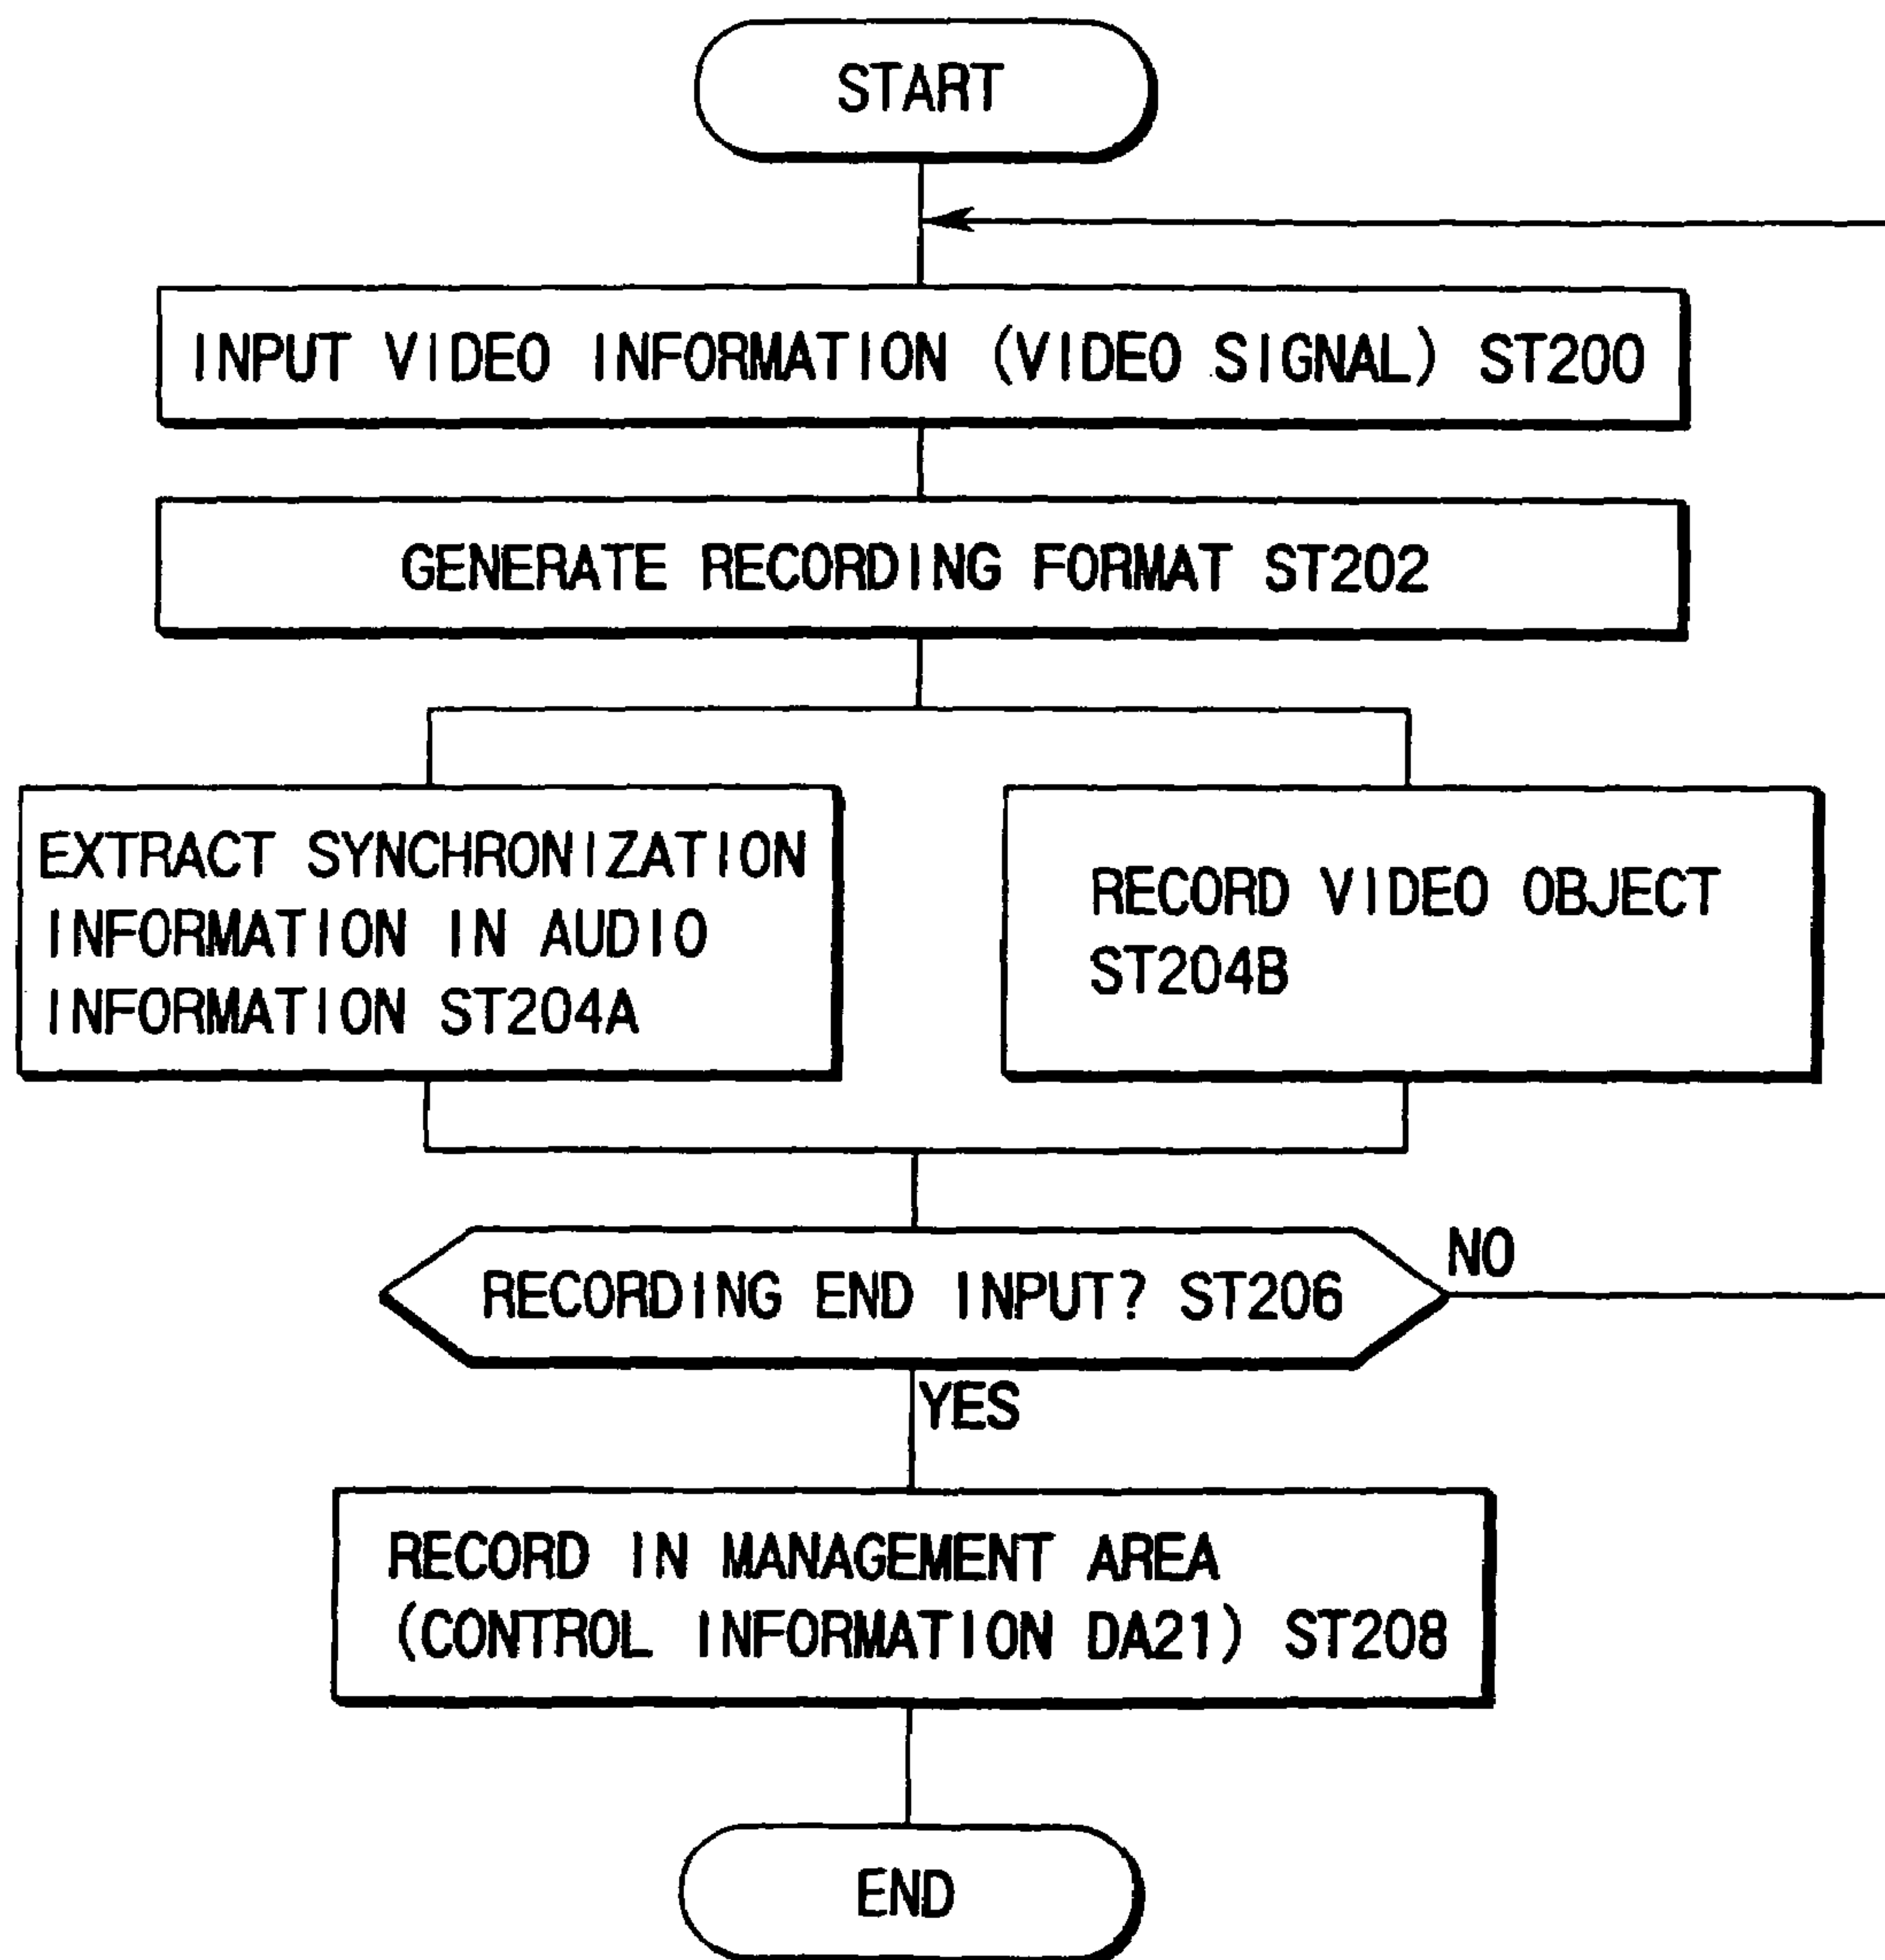 START
INPUT VIDEO INFORMATION (VIDEO SIGNAL) ST200
GENERATE RECORDING FORMAT ST202
EXTRACT SYNCHRONIZATION
INFORMATION IN AUDIO
INFORMATION ST204A
RECORD VIDEO OBJECT
ST204B
RECORDING END INPUT? ST206
NO
YES
RECORD IN MANAGEMENT AREA
(CONTROL INFORMATION DA21) ST208
END